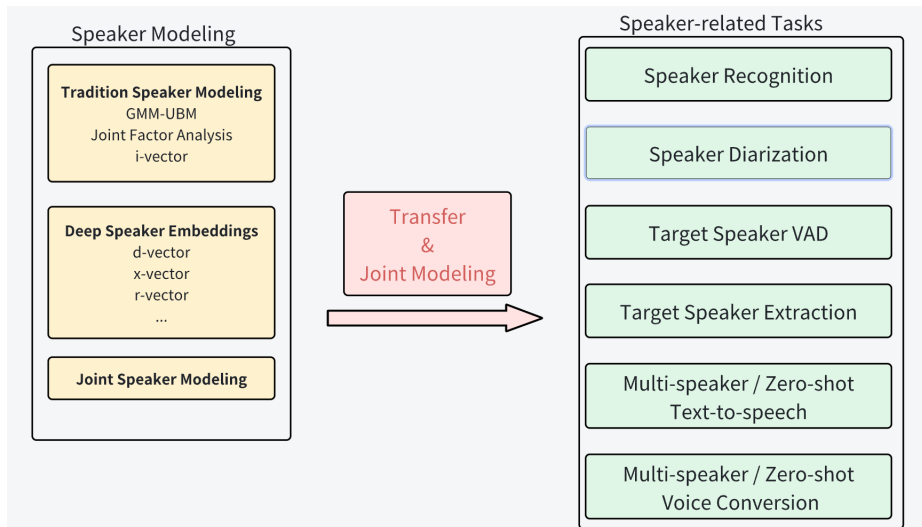 Speaker Modeling
Tradition Speaker Modeling
GMM-UBM
Joint Factor Analysis
i-vector
Deep Speaker Embeddings
d-vector
x-vector
r-vector
...
Joint Speaker Modeling
Transfer
&
Joint Modeling
Speaker-related Tasks
Speaker Recognition
Speaker Diarization
Target Speaker VAD
Target Speaker Extraction
Multi-speaker / Zero-shot
Text-to-speech
Multi-speaker / Zero-shot
Voice Conversion